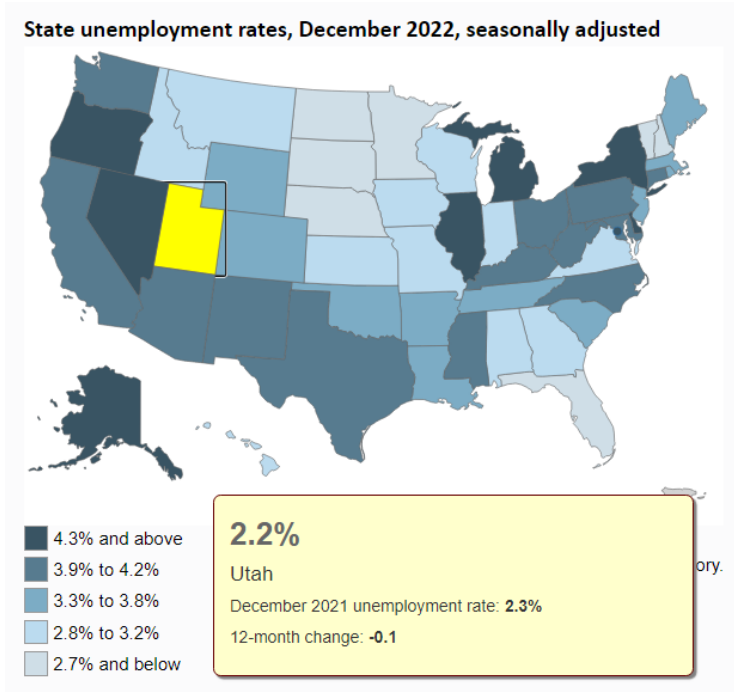 State unemployment rates, December 2022, seasonally adjusted
4.3% and above
3.9% to 4.2%
3.3% to 3.8%
2.8% to 3.2%
2.7% and below
2.2%
Utah
December 2021 unemployment rate: 2.3%
12-month change: -0.1
ory.